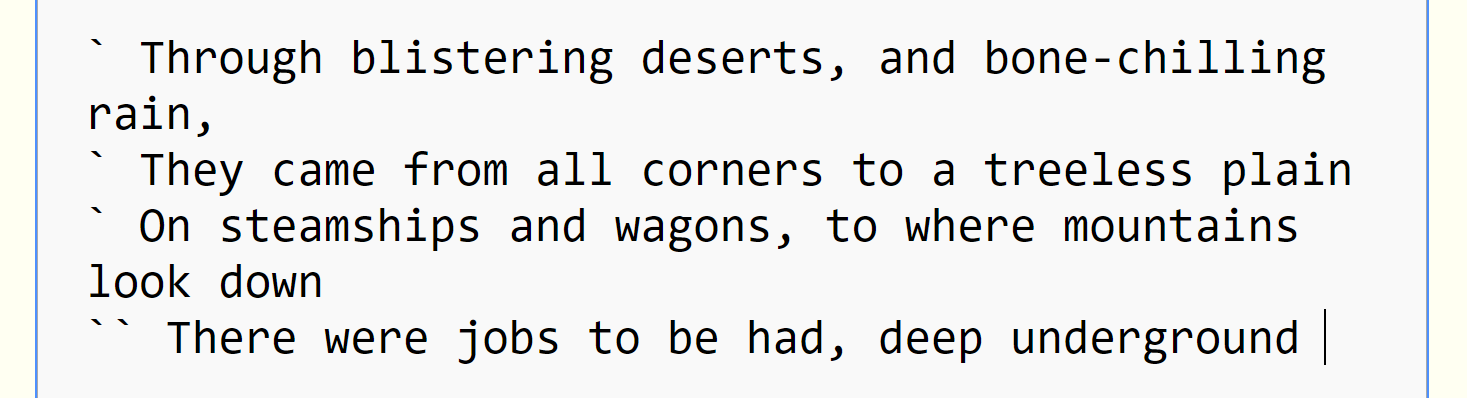 ` Through blistering deserts, and bone-chilling
rain,
` They came from all corners to a treeless plain
` On steamships and wagons, to where mountains
look down
`` There were jobs to be had, deep underground